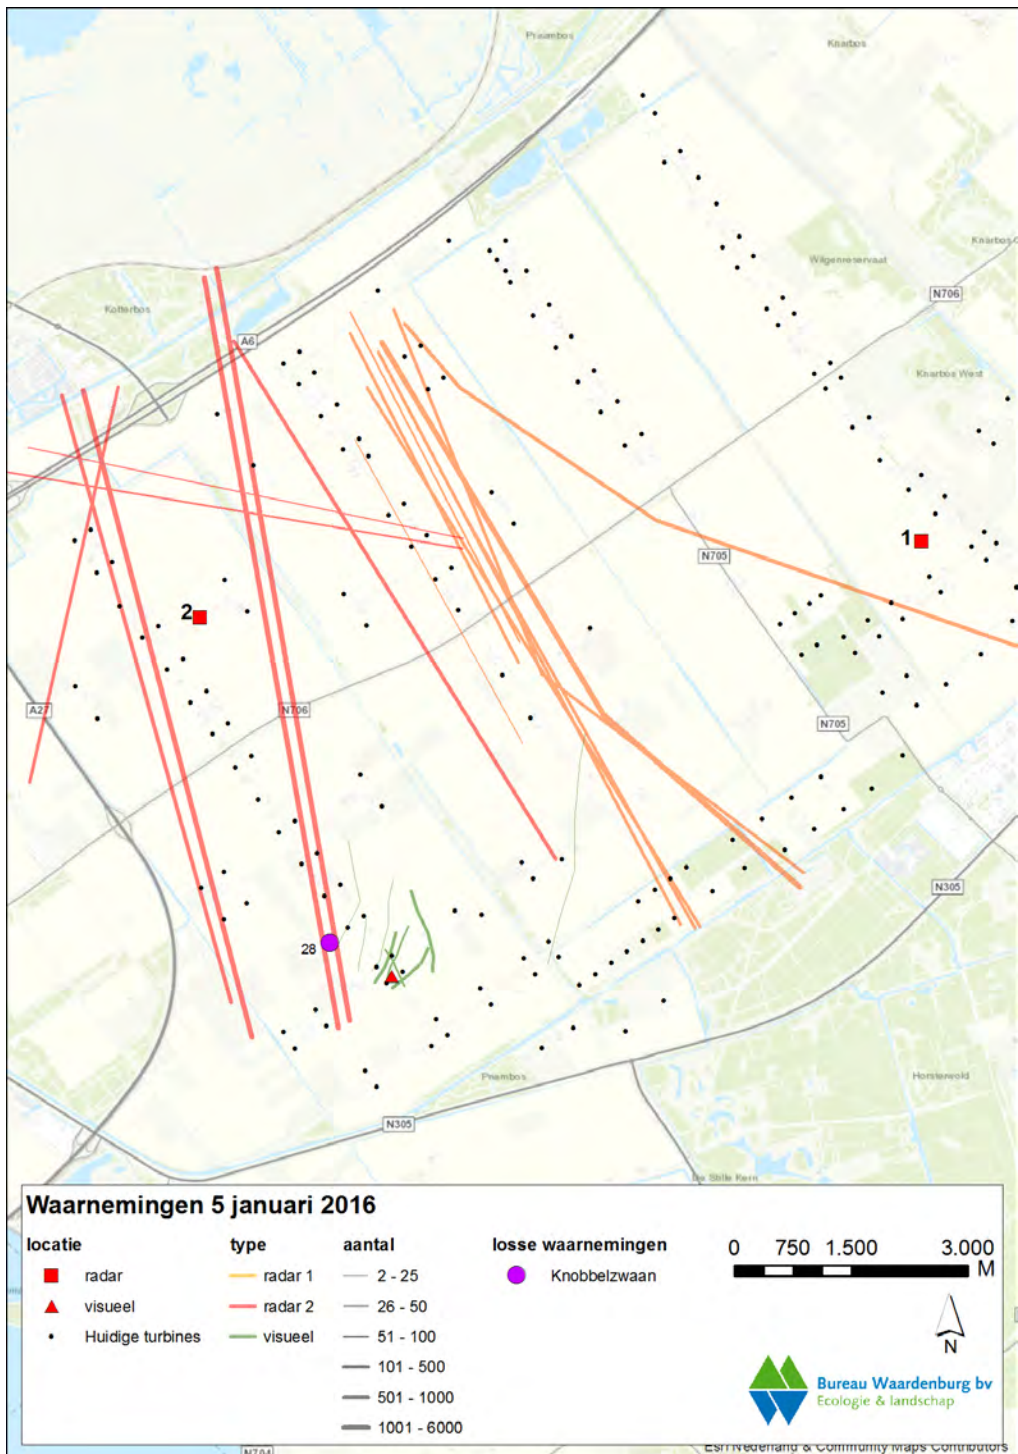 Praambos
Knarbos
Wilgenreservaat
Knarbos O
N706
Kotterbos
A6
Knarbos West
1
N705
2
A27
N706
N705
N305
28
Priembos
Horsterwold
N305
De Stille Kern
Waarnemingen 5 januari 2016
locatie
type
aantal
losse waarnemingen
0 750 1.500 3.000
M
radar
radar 1
2 - 25
Knobbelzwaan
visueel
radar 2
26 - 50
Huidige turbines
visueel
51 - 100
N
101 - 500
501 - 1000
1001 - 6000
Bureau Waardenburg bv
Ecologie & landschap
N704
Esri Nederland & Community Maps Contributors